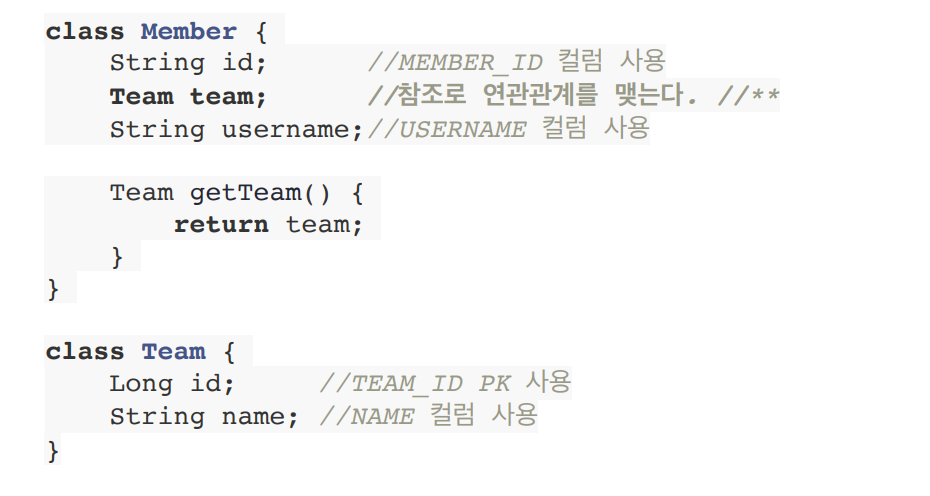 class Member {
    String id;      //MEMBER_ID 컬럼 사용
    Team team;      //참조로 연관관계를 맺는다. //**
    String username;//USERNAME 컬럼 사용

    Team getTeam() {
        return team;
    }
}

class Team {
    Long id;     //TEAM_ID PK 사용
    String name; //NAME 컬럼 사용
}